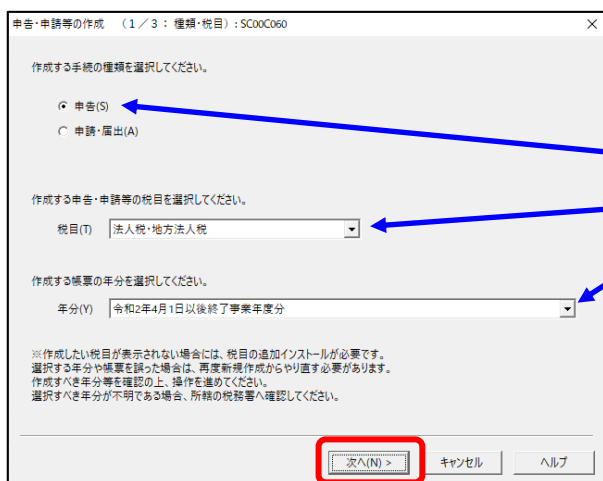 申告・申請等の作成 （1／3：種類・税目）：SC00C060
作成する手続の種類を選択してください。
申告(S)
申請・届出(A)
作成する申告・申請等の税目を選択してください。
税目(T) 法人税・地方法人税
作成する帳票の年分を選択してください。
年分(Y) 令和2年4月1日以後終了事業年度分
※作成したい税目が表示されない場合には、税目の追加インストールが必要です。
選択する年分や帳票を誤った場合は、再度新規作成からやり直す必要があります。
作成すべき年分等を確認の上、操作を進めてください。
選択すべき年分が不明である場合、所轄の税務署へ確認してください。
次へ(N) > キャンセル ヘルプ